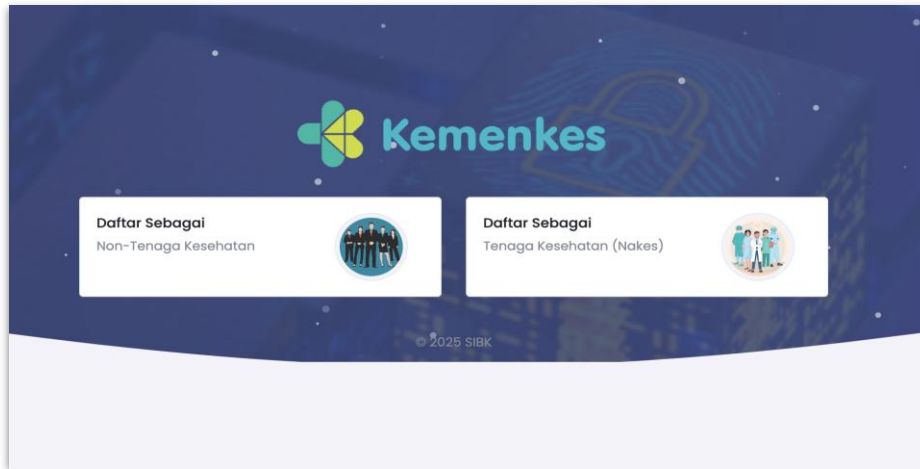 Kemenkes
Daftar Sebagai
Non-Tenaga Kesehatan
Daftar Sebagai
Tenaga Kesehatan (Nakes)
© 2025 SIBK